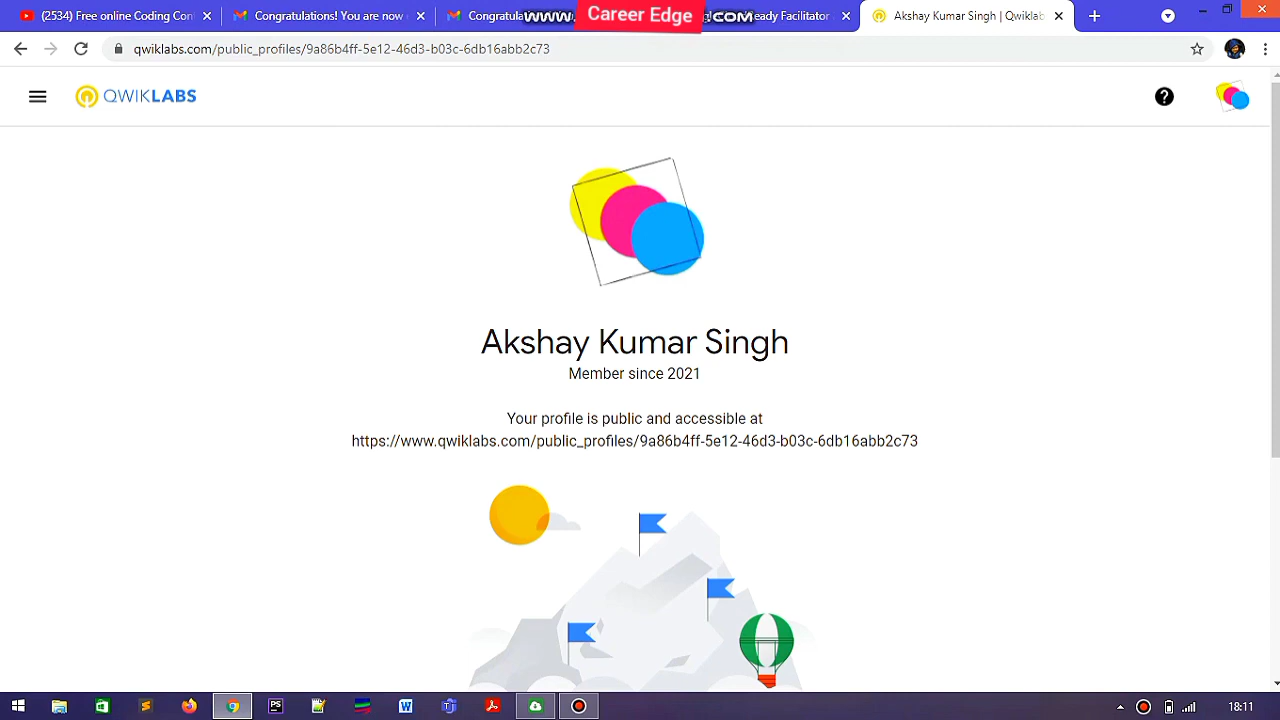 (2534) Free online Coding Con
Congratulations! You are now
Congratula
WWW.
Career Edge
.COM
eady Facilitator
Akshay Kumar Singh | Qwiklab
qwiklabs.com/public_profiles/9a86b4ff-5e12-46d3-b03c-6db16abb2c73
QWIKLABS
Akshay Kumar Singh
Member since 2021
Your profile is public and accessible at
https://www.qwiklabs.com/public_profiles/9a86b4ff-5e12-46d3-b03c-6db16abb2c73
18:11